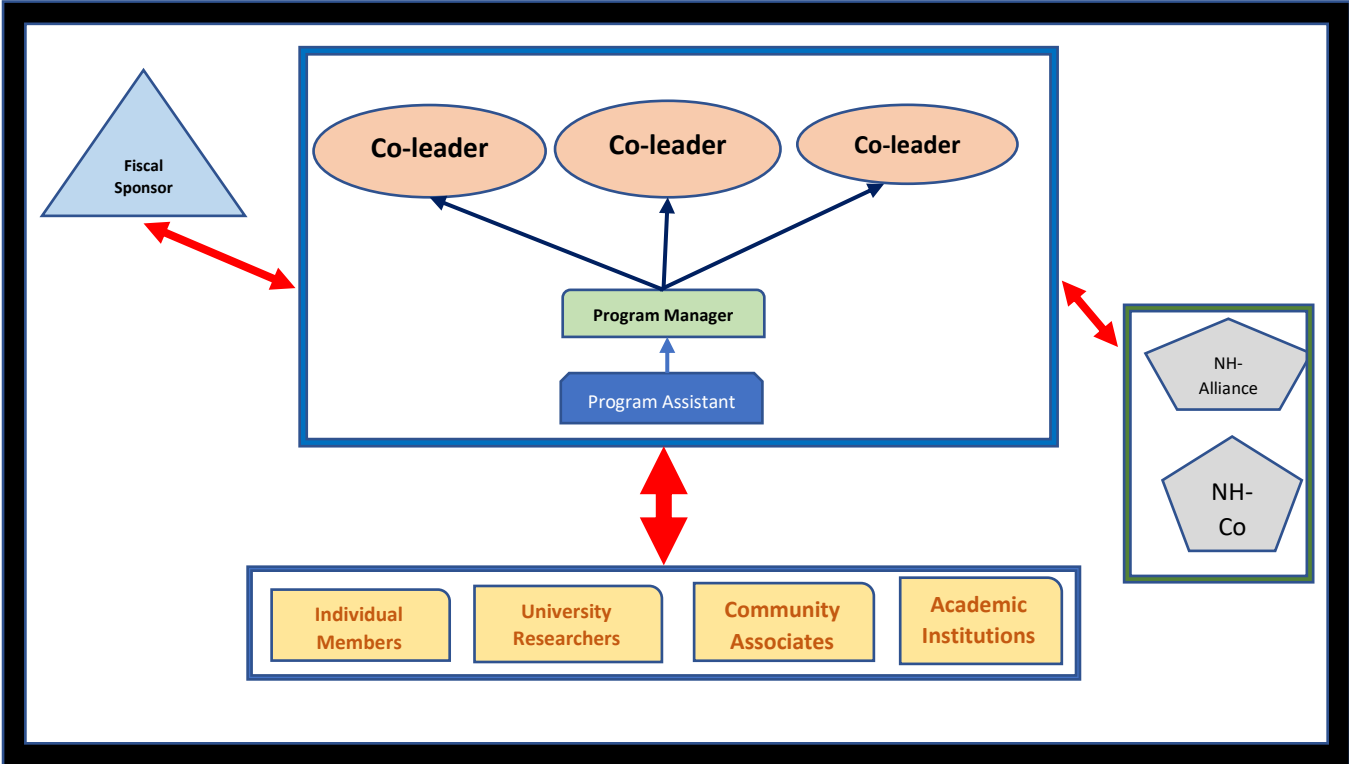 Fiscal
Sponsor
Co-leader
Co-leader
Co-leader
Program Manager
Program Assistant
NH-
Alliance
NH-
Co
Individual
Members
University
Researchers
Community
Associates
Academic
Institutions